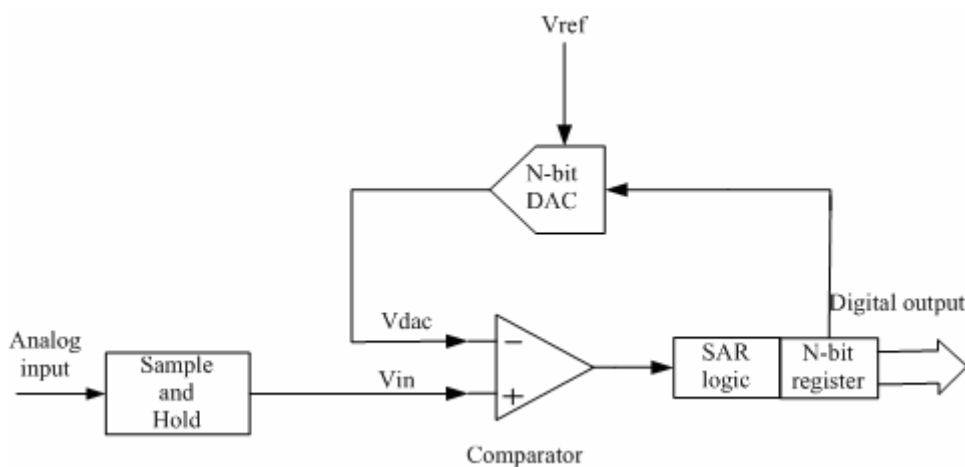 Vref
N-bit
DAC
Digital output
Analog
input
Sample
and
Hold
Vdac
Vin
−
+
SAR
logic
N-bit
register
Comparator